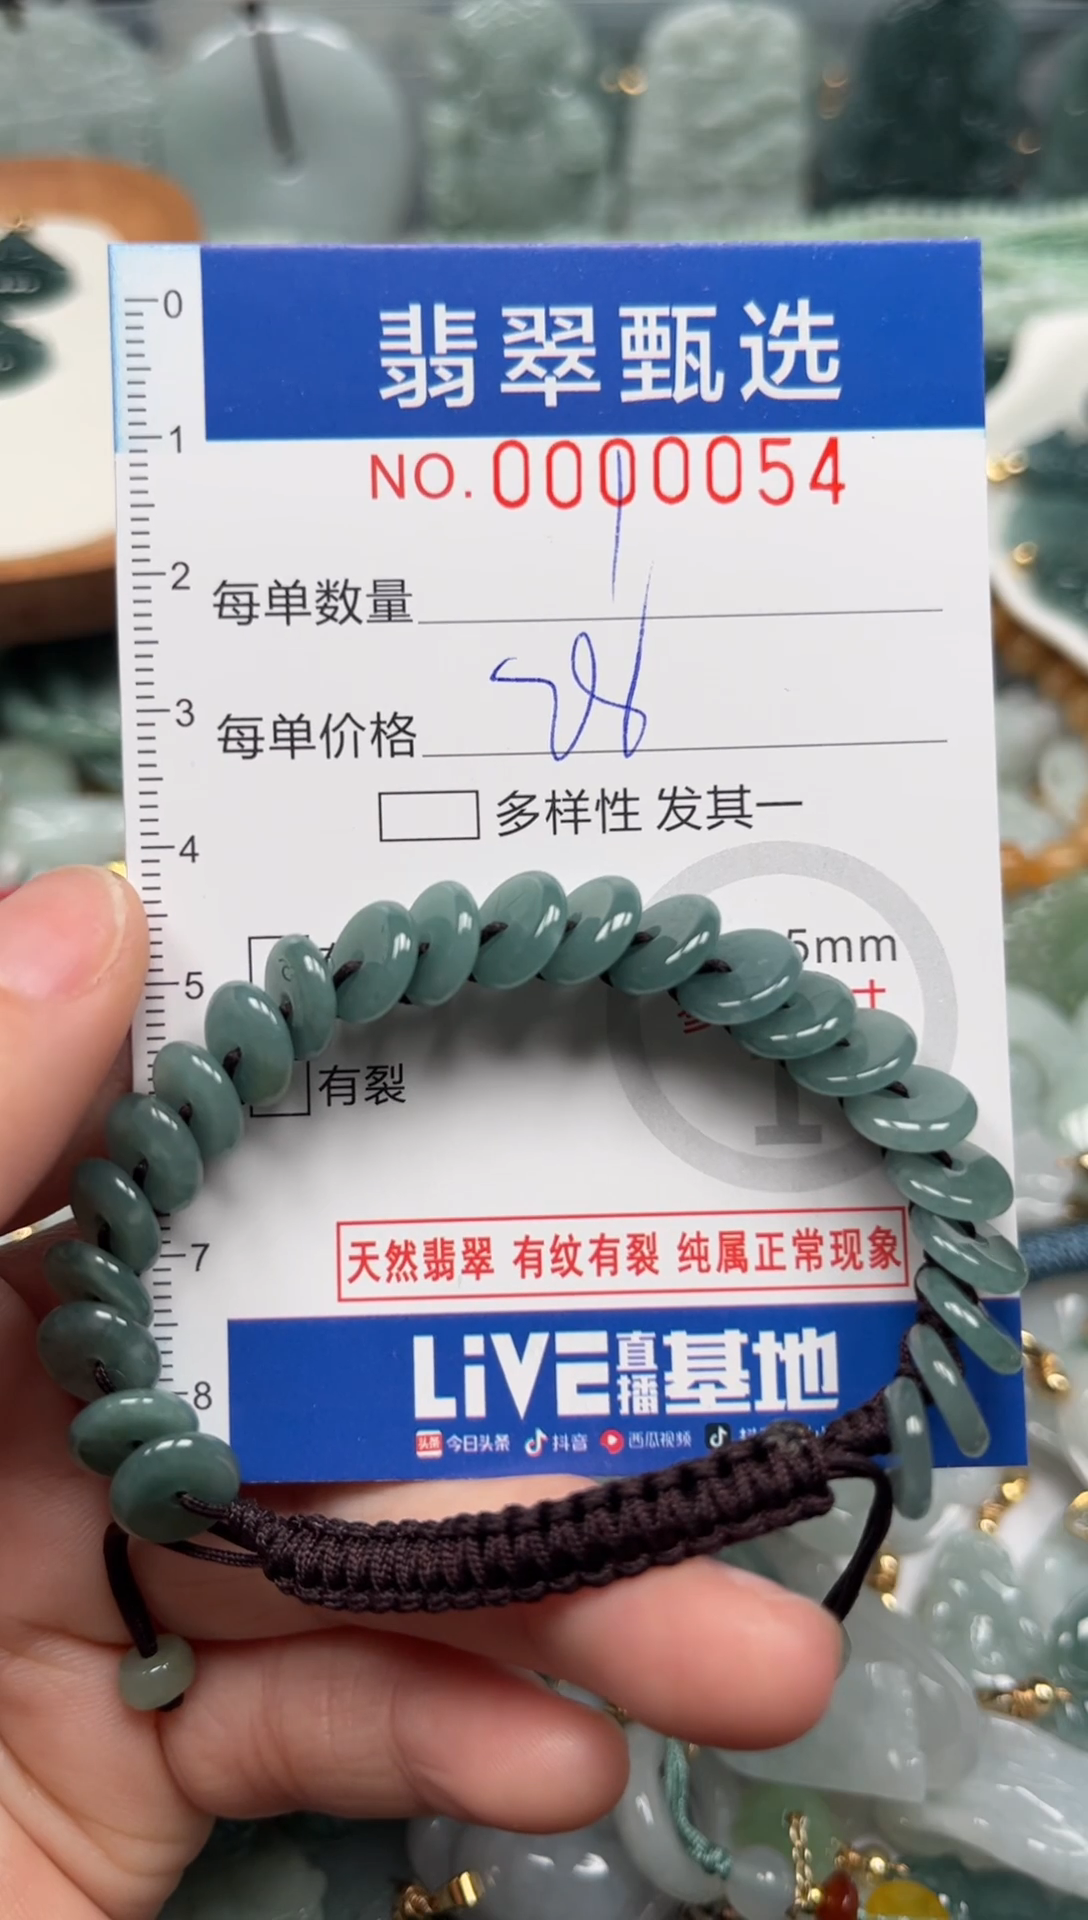 0
翡翠甄选
1
NO.0000054
2
每单数量 1
3
每单价格 28
多样性 发其一
4
5mm
5
有裂
7
天然翡翠 有纹有裂 纯属正常现象
8
LiVE直播基地
今日头条 抖音 西瓜视频